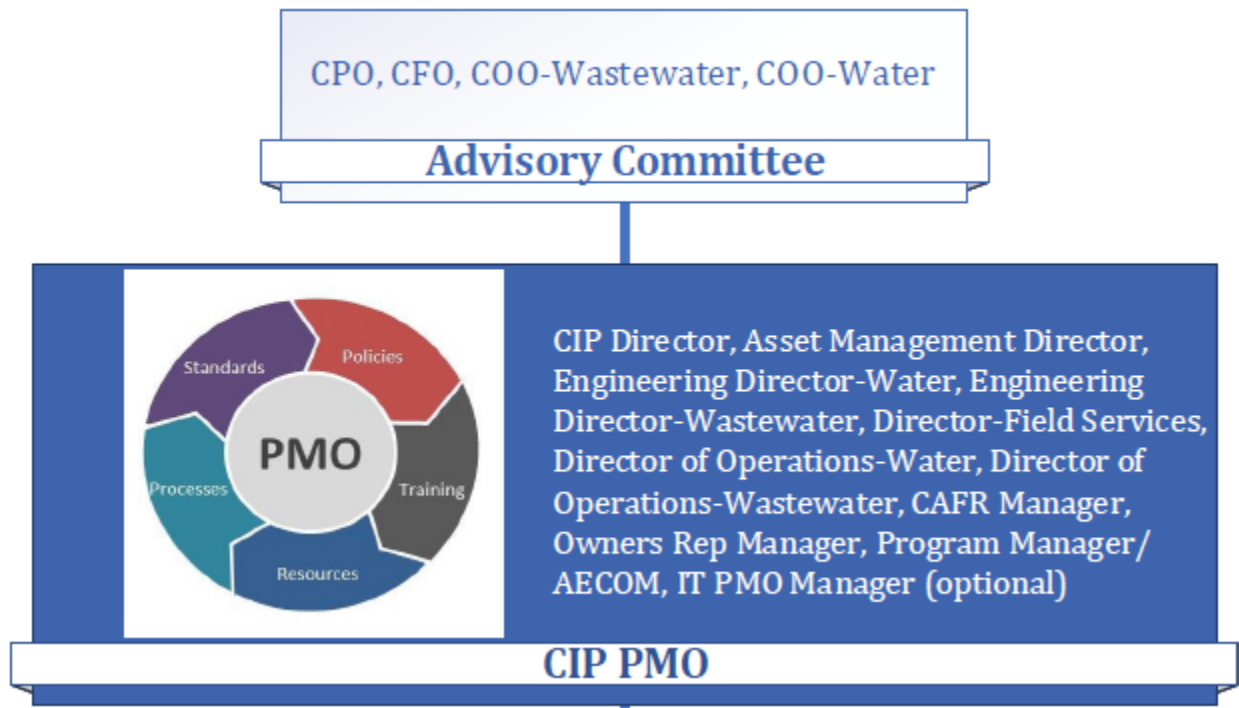 CPO, CFO, COO-Wastewater, COO-Water
Advisory Committee
Standards
Policies
PMO
Processes
Training
Resources
CIP Director, Asset Management Director,
Engineering Director-Water, Engineering
Director-Wastewater, Director-Field Services,
Director of Operations-Water, Director of
Operations-Wastewater, CAFR Manager,
Owners Rep Manager, Program Manager/
AECOM, IT PMO Manager (optional)
CIP PMO